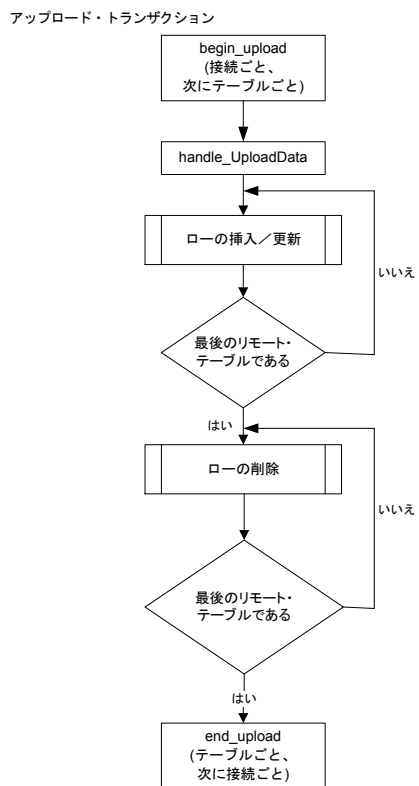 アップロード・トランザクション
begin_upload
(接続ごと、
次にテーブルごと)
handle_UploadData
ローの挿入／更新
いいえ
最後のリモート・
テーブルである
はい
ローの削除
いいえ
最後のリモート・
テーブルである
はい
end_upload
(テーブルごと、
次に接続ごと)